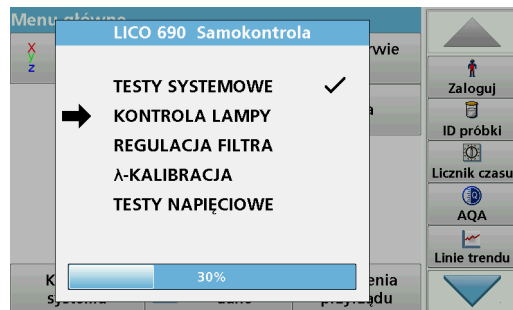 Menu główne
LICO 690 Samokontrola
x
y
z
TESTY SYSTEMOWE
KONTROLA LAMPY
REGULACJA FILTRA
λ-KALIBRACJA
TESTY NAPIĘCIOWE
30%
Zaloguj
ID próbki
Licznik czasu
AQA
Linie trendu